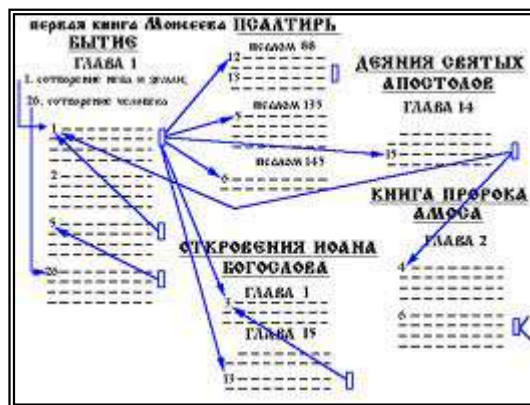 первая книга Моисеева
БЫТИЕ
ГЛАВА 1
1. сотворение неба и земли,
26. сотворение человека
1
2
5
26
ПСАЛТИРЬ
псалом 88
12
13
псалом 135
5
псалом 145
6
ДЕЯНИЯ СВЯТЫХ
АПОСТОЛОВ
ГЛАВА 14
15
КНИГА ПРОРОКА
АМОСА
ГЛАВА 2
4
6
ОТКРОВЕНИЯ ИОАНА
БОГОСЛОВА
ГЛАВА 1
ГЛАВА 15
13